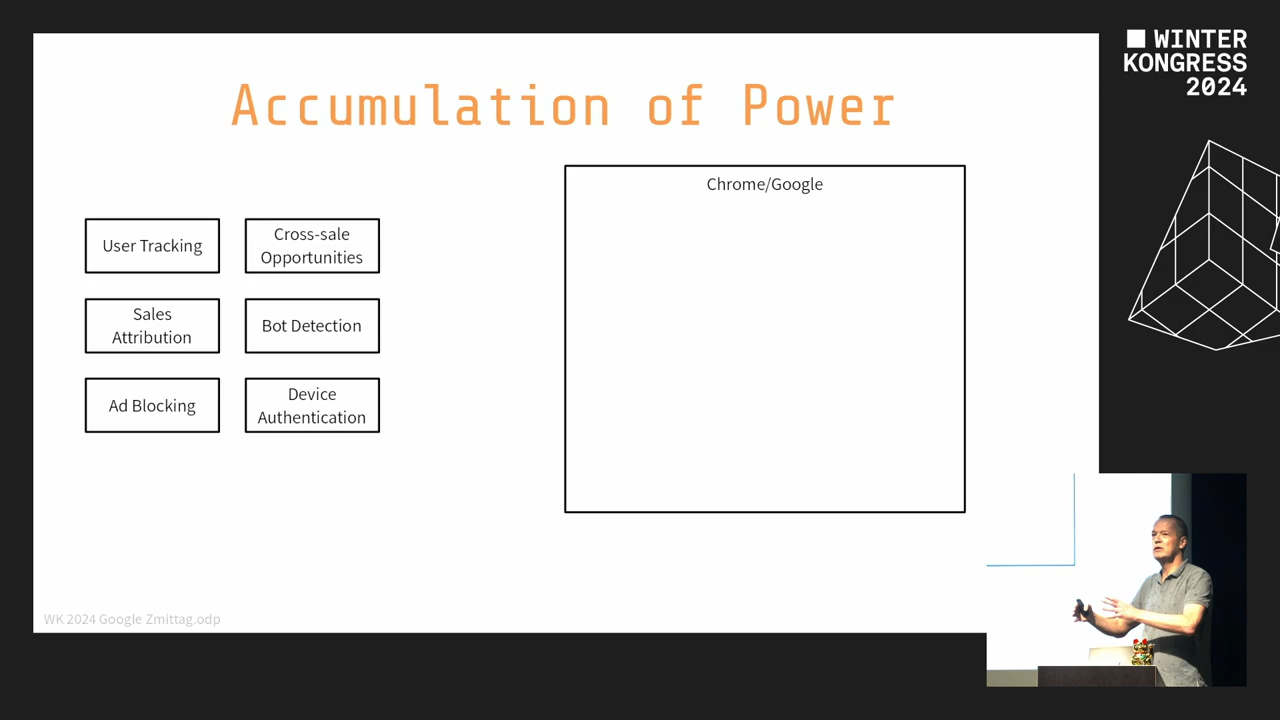 WINTER
KONGRESS
2024
Accumulation of Power
Chrome/Google
User Tracking
Cross-sale
Opportunities
Sales
Attribution
Bot Detection
Ad Blocking
Device
Authentication
WK 2024 Google Zmittag.odp